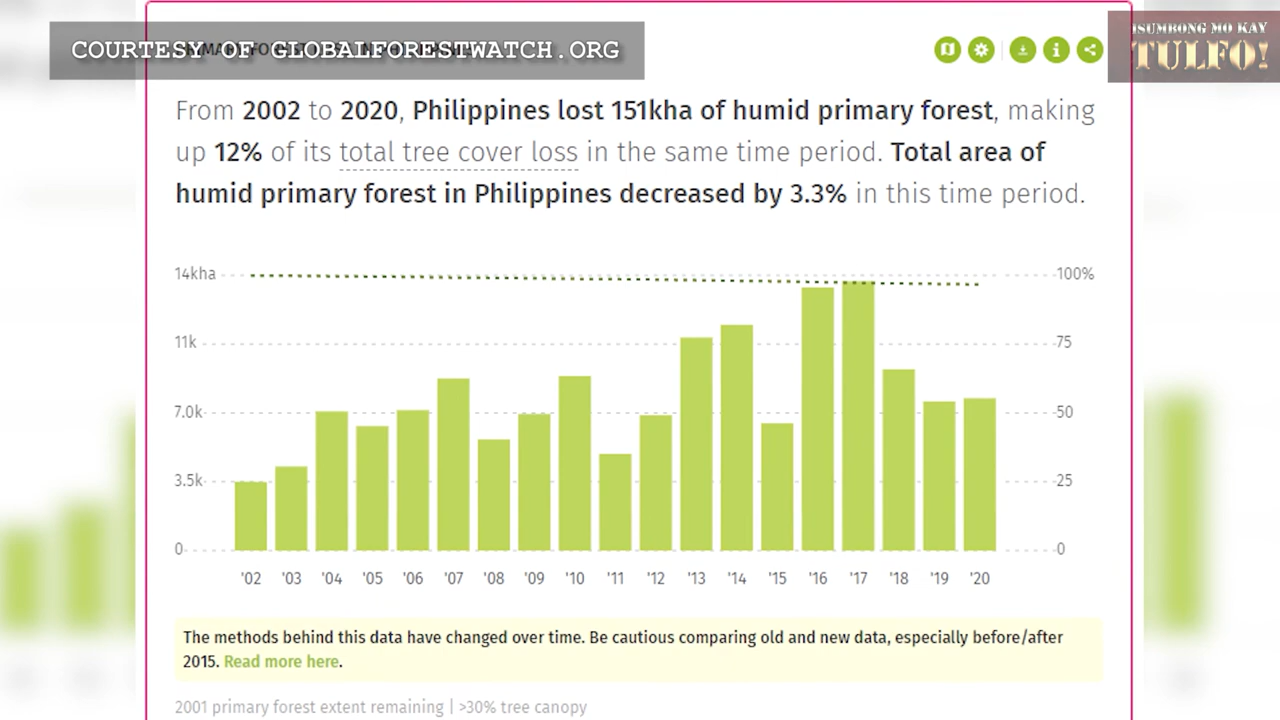 COURTESY OF GLOBALFORESTWATCH.ORG
ISUMBONG MO KAY
TULFO!
From 2002 to 2020, Philippines lost 151kha of humid primary forest, making
up 12% of its total tree cover loss in the same time period. Total area of
humid primary forest in Philippines decreased by 3.3% in this time period.
14kha 100%
11k 75
7.0k 50
3.5k 25
0 0
'02 '03 '04 '05 '06 '07 '08 '09 '10 '11 '12 '13 '14 '15 '16 '17 '18 '19 '20
The methods behind this data have changed over time. Be cautious comparing old and new data, especially before/after
2015. Read more here.
2001 primary forest extent remaining | >30% tree canopy